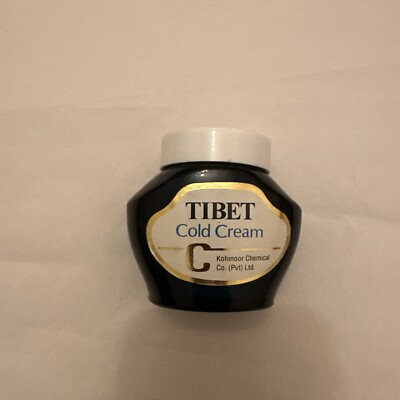 TIBET
Cold Cream
C Kohinoor Chemical
Co. (Pvt) Ltd.